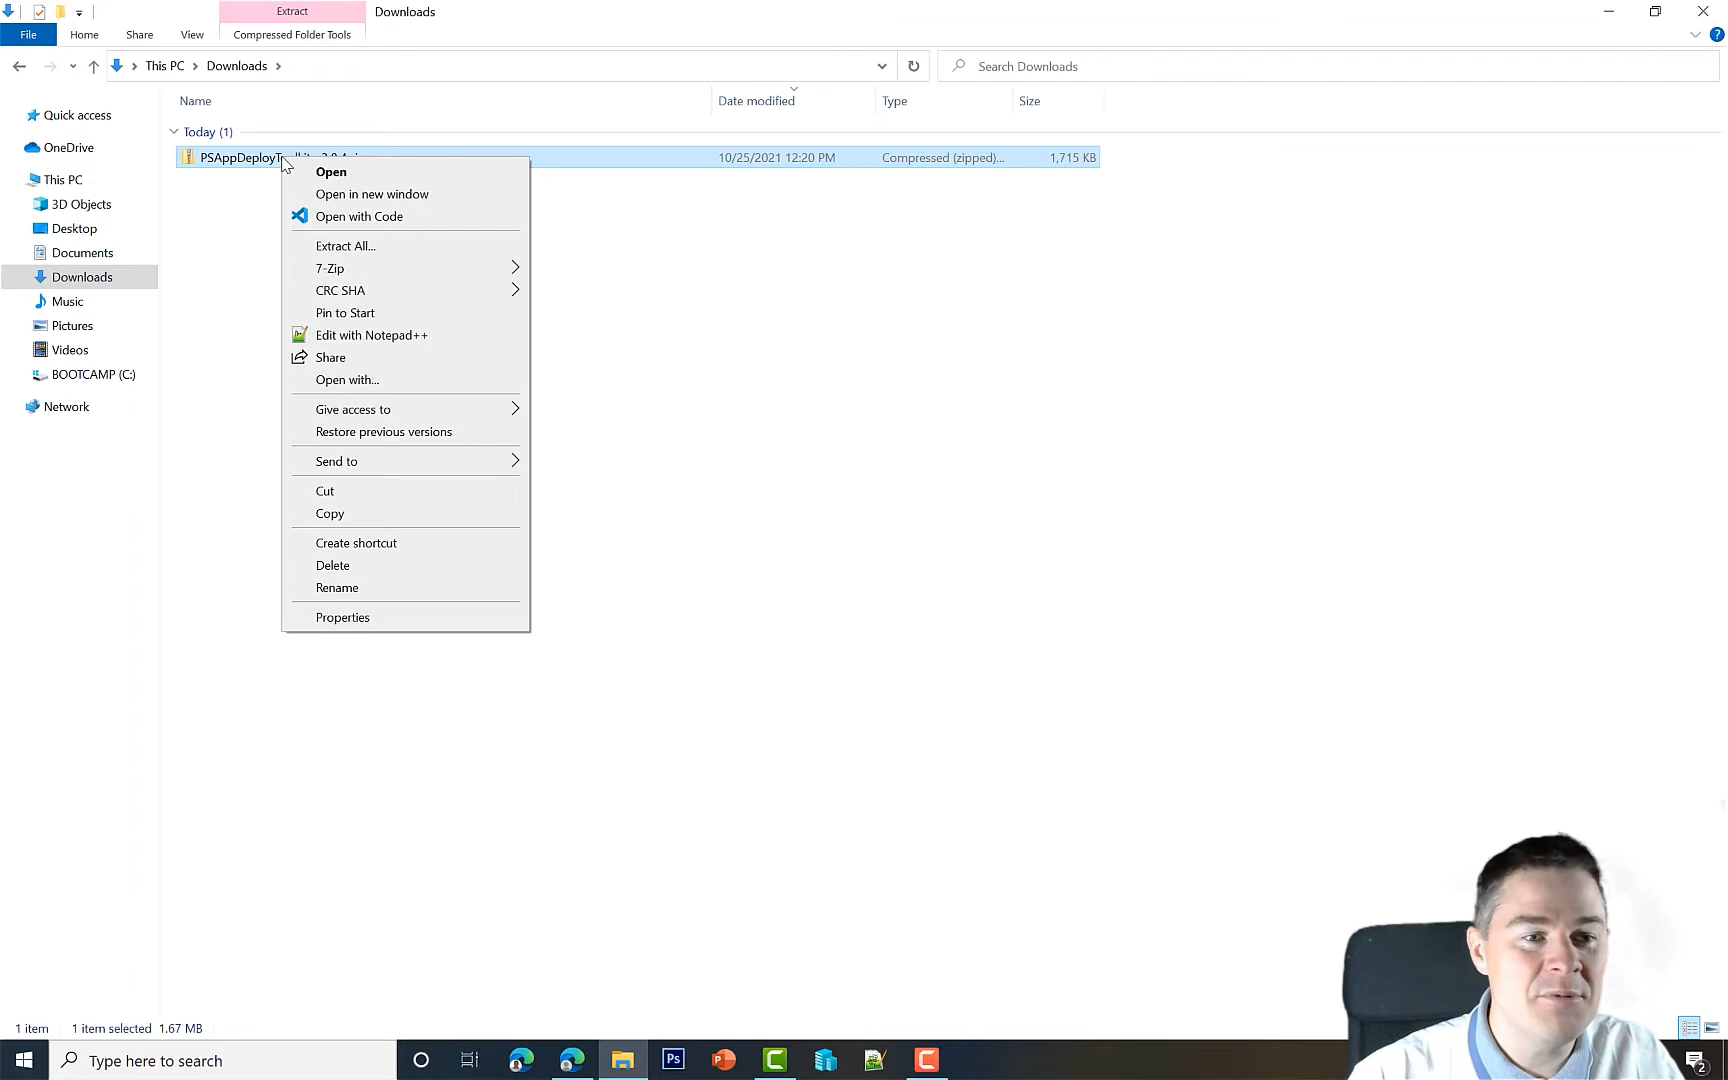 Extract
Downloads
File
Home
Share
View
Compressed Folder Tools
?
This PC
Downloads
Search Downloads
Name
Date modified
Type
Size
Today (1)
10/25/2021 12:20 PM
Compressed (zipped)...
1,715 KB
Quick access
OneDrive
This PC
3D Objects
Desktop
Documents
Downloads
Music
Pictures
Videos
BOOTCAMP (C:)
Network
Open
Open in new window
Open with Code
Extract All...
7-Zip
CRC SHA
Pin to Start
Edit with Notepad++
Share
Open with...
Give access to
Restore previous versions
Send to
Cut
Copy
Create shortcut
Delete
Rename
Properties
1 item
1 item selected
1.67 MB
Type here to search
Ps
P
C
C
2